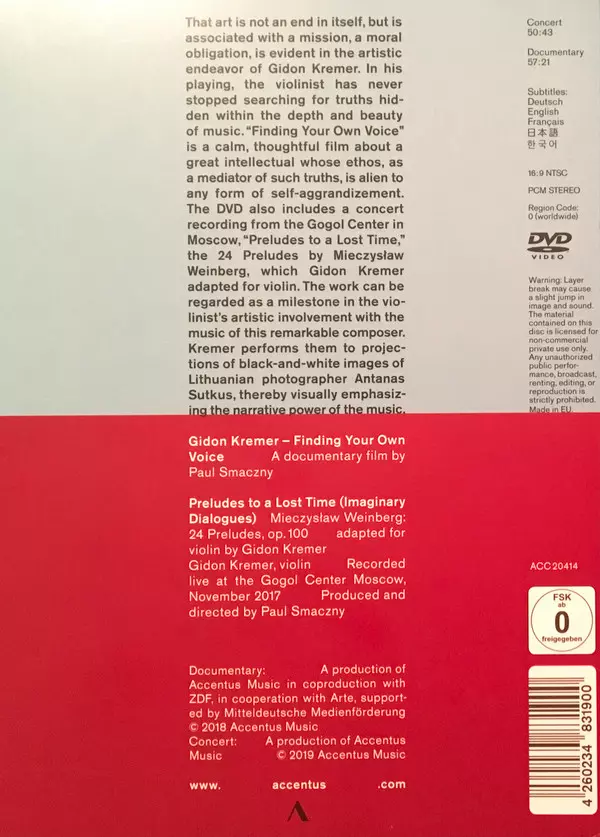 That art is not an end in itself, but is
associated with a mission, a moral
obligation, is evident in the artistic
endeavor of Gidon Kremer. In his
playing, the violinist has never
stopped searching for truths hid-
den within the depth and beauty
of music. “Finding Your Own Voice”
is a calm, thoughtful film about a
great intellectual whose ethos, as
a mediator of such truths, is alien to
any form of self-aggrandizement.
The DVD also includes a concert
recording from the Gogol Center in
Moscow, “Preludes to a Lost Time,”
the 24 Preludes by Mieczysław
Weinberg, which Gidon Kremer
adapted for violin. The work can be
regarded as a milestone in the vio-
linist’s artistic involvement with the
music of this remarkable composer.
Kremer performs them to projec-
tions of black-and-white images of
Lithuanian photographer Antanas
Sutkus, thereby visually emphasiz-
ing the narrative power of the music.
Gidon Kremer – Finding Your Own
Voice A documentary film by
Paul Smaczny
Preludes to a Lost Time (Imaginary
Dialogues) Mieczysław Weinberg:
24 Preludes, op. 100 adapted for
violin by Gidon Kremer
Gidon Kremer, violin Recorded
live at the Gogol Center Moscow,
November 2017 Produced and
directed by Paul Smaczny
Documentary: A production of
Accentus Music in coproduction with
ZDF, in cooperation with Arte, support-
ed by Mitteldeutsche Medienförderung
© 2018 Accentus Music
Concert: A production of Accentus
Music © 2019 Accentus Music
www. accentus .com
Concert
50:43
Documentary
57:21
Subtitles:
Deutsch
English
Français
日本語
한국어
16:9 NTSC
PCM STEREO
Region Code:
0 (worldwide)
DVD
VIDEO
Warning: Layer
break may cause
a slight jump in
image and sound.
The material
contained on this
disc is licensed for
non-commercial
private use only.
Any unauthorized
public perfor-
mance, broadcast,
renting, editing, or
reproduction is
strictly prohibited.
Made in EU.
ACC 20414
FSK
ab
0
freigegeben
4 260234 831900